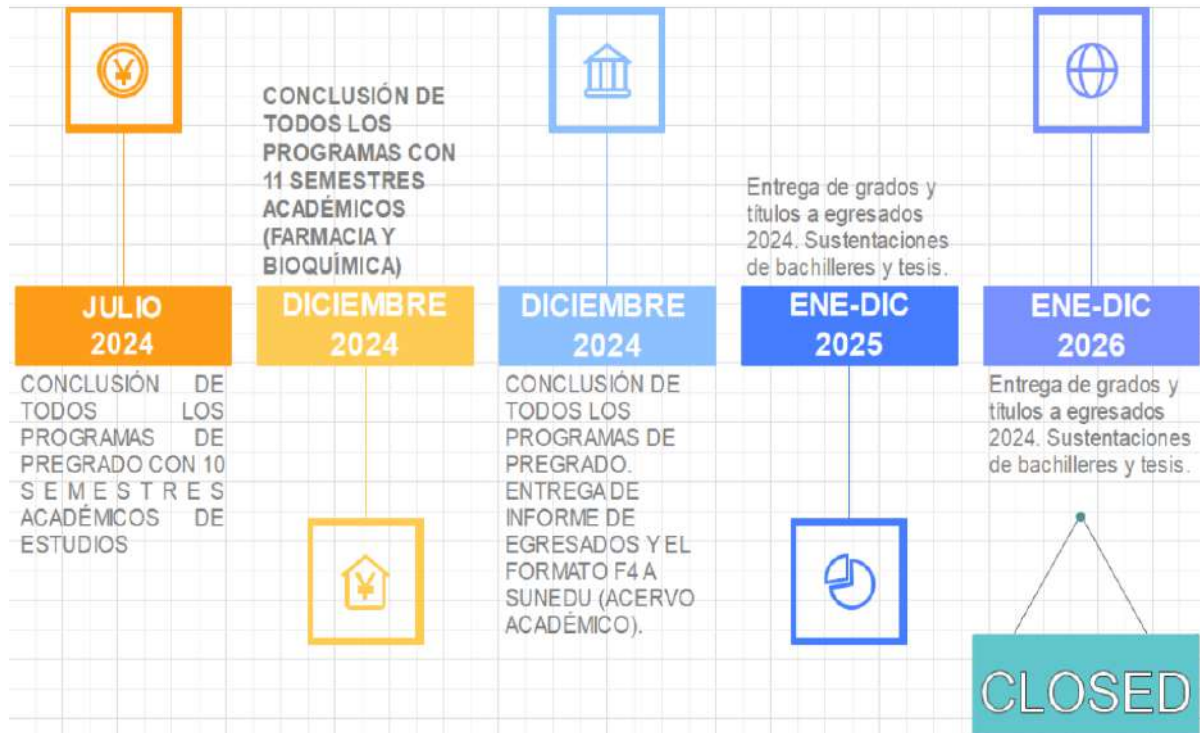 JULIO
2024
CONCLUSIÓN DE
TODOS LOS
PROGRAMAS DE
PREGRADO CON 10
SEMESTRES
ACADÉMICOS DE
ESTUDIOS
CONCLUSIÓN DE
TODOS LOS
PROGRAMAS CON
11 SEMESTRES
ACADÉMICOS
(FARMACIA Y
BIOQUÍMICA)
DICIEMBRE
2024
DICIEMBRE
2024
CONCLUSIÓN DE
TODOS LOS
PROGRAMAS DE
PREGRADO.
ENTREGA DE
INFORME DE
EGRESADOS Y EL
FORMATO F4 A
SUNEDU (ACERVO
ACADÉMICO).
Entrega de grados y
títulos a egresados
2024. Sustentaciones
de bachilleres y tesis.
ENE-DIC
2025
ENE-DIC
2026
Entrega de grados y
títulos a egresados
2024. Sustentaciones
de bachilleres y tesis.
CLOSED